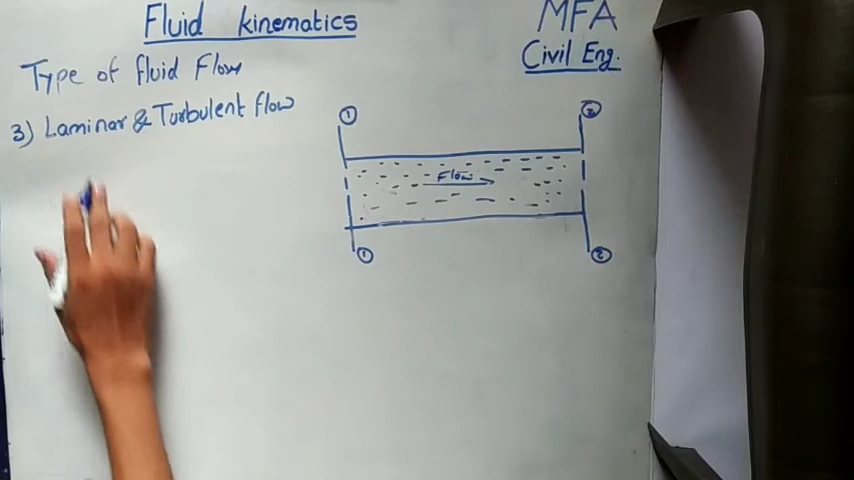 Fluid kinematics
MFA
Civil Eng.
Type of fluid Flow
3) Laminar & Turbulent flow
① ②
Flow
① ②